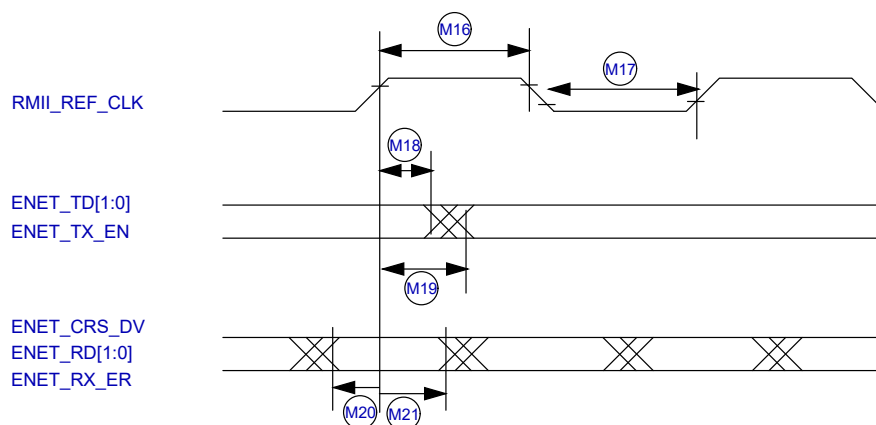 M16
M17
RMII_REF_CLK
M18
ENET_TD[1:0]
ENET_TX_EN
M19
ENET_CRS_DV
ENET_RD[1:0]
ENET_RX_ER
M20
M21